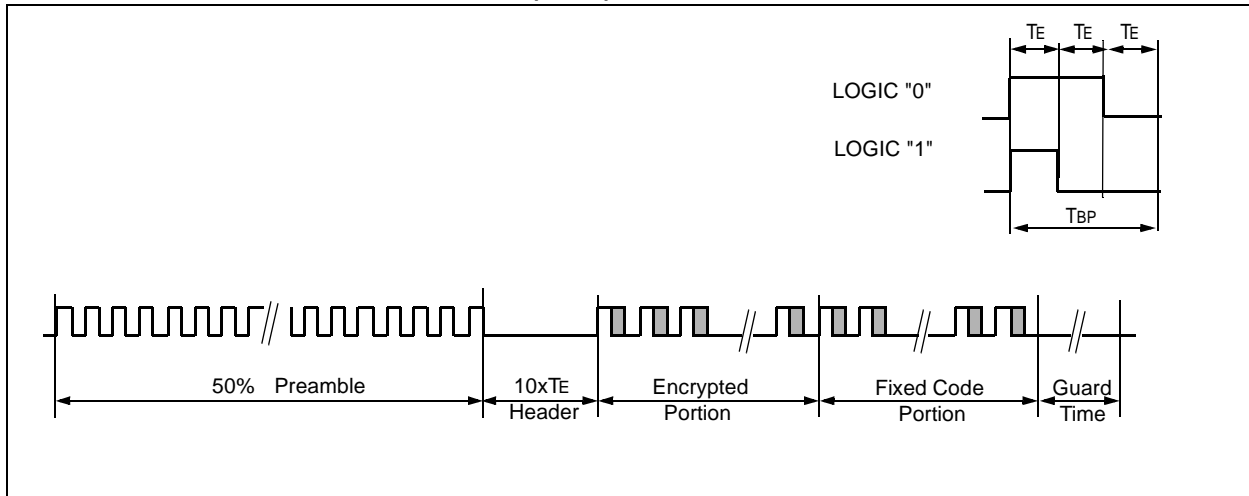 TE TE TE
LOGIC "0"
LOGIC "1"
TBP
50% Preamble
10xTE
Header
Encrypted
Portion
Fixed Code
Portion
Guard
Time